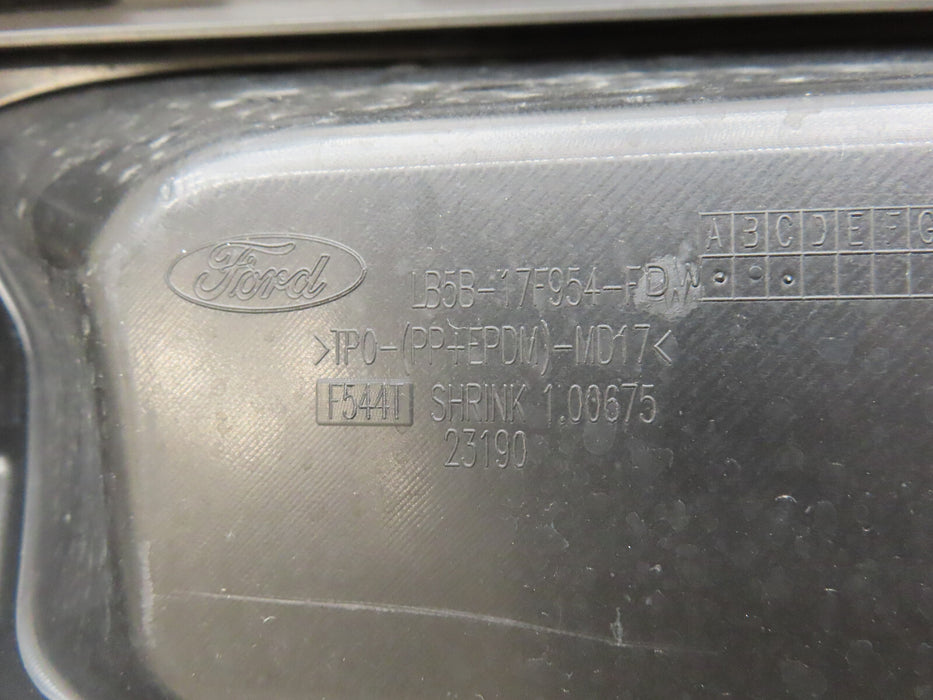 Ford
LB5B-17F954-FDW
A B C D E F G
>TPO-(PP+EPDM)-MD17<
F544T SHRINK 1.00675
23190